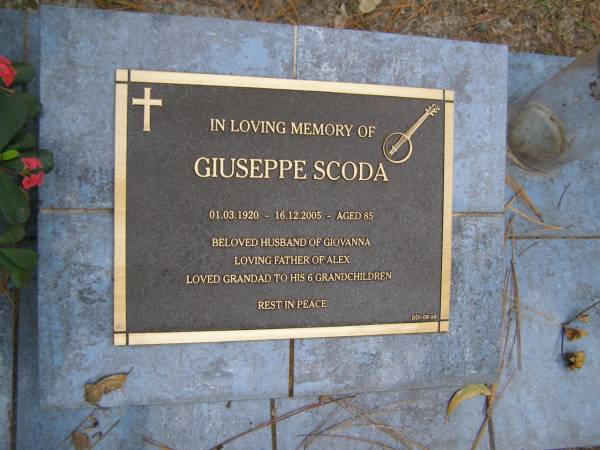 IN LOVING MEMORY OF
GIUSEPPE SCODA
01.03.1920 - 16.12.2005 - AGED 85
BELOVED HUSBAND OF GIOVANNA
LOVING FATHER OF ALEX
LOVED GRANDAD TO HIS 6 GRANDCHILDREN
REST IN PEACE